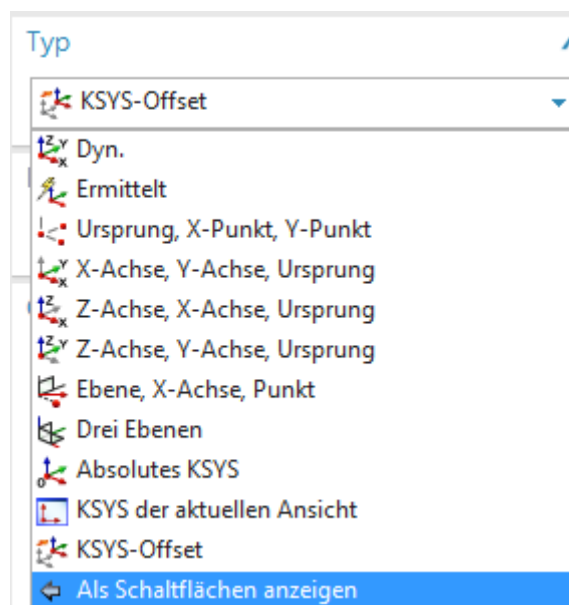 Typ
KSYS-Offset
Dyn.
Ermittelt
Ursprung, X-Punkt, Y-Punkt
X-Achse, Y-Achse, Ursprung
Z-Achse, X-Achse, Ursprung
Z-Achse, Y-Achse, Ursprung
Ebene, X-Achse, Punkt
Drei Ebenen
Absolutes KSYS
KSYS der aktuellen Ansicht
KSYS-Offset
Als Schaltflächen anzeigen